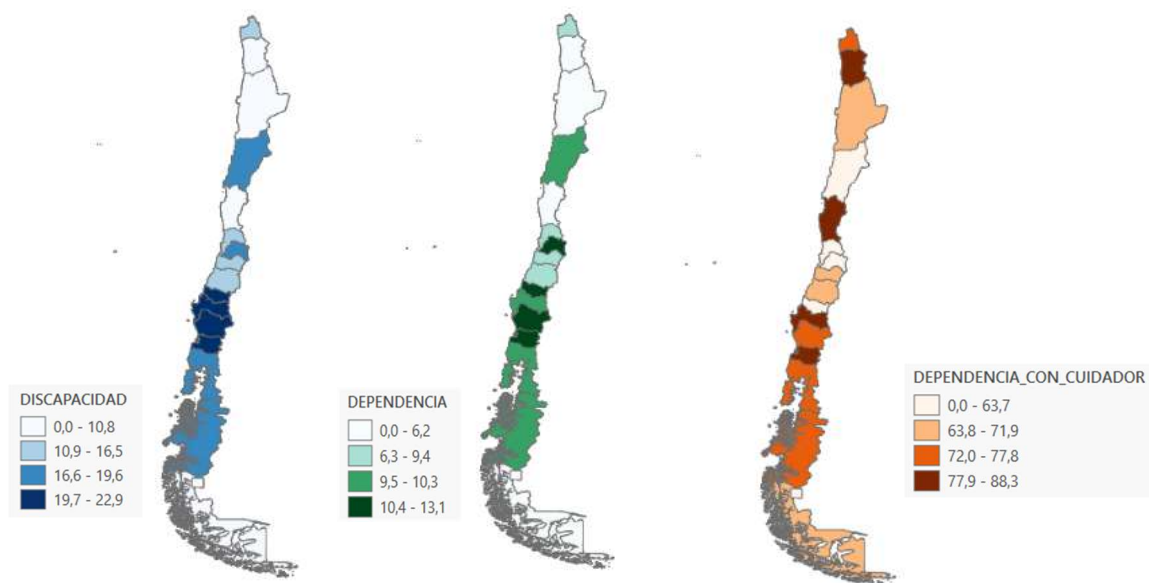 DISCAPACIDAD
0,0 - 10,8
10,9 - 16,5
16,6 - 19,6
19,7 - 22,9
DEPENDENCIA
0,0 - 6,2
6,3 - 9,4
9,5 - 10,3
10,4 - 13,1
DEPENDENCIA_CON_CUIDADOR
0,0 - 63,7
63,8 - 71,9
72,0 - 77,8
77,9 - 88,3